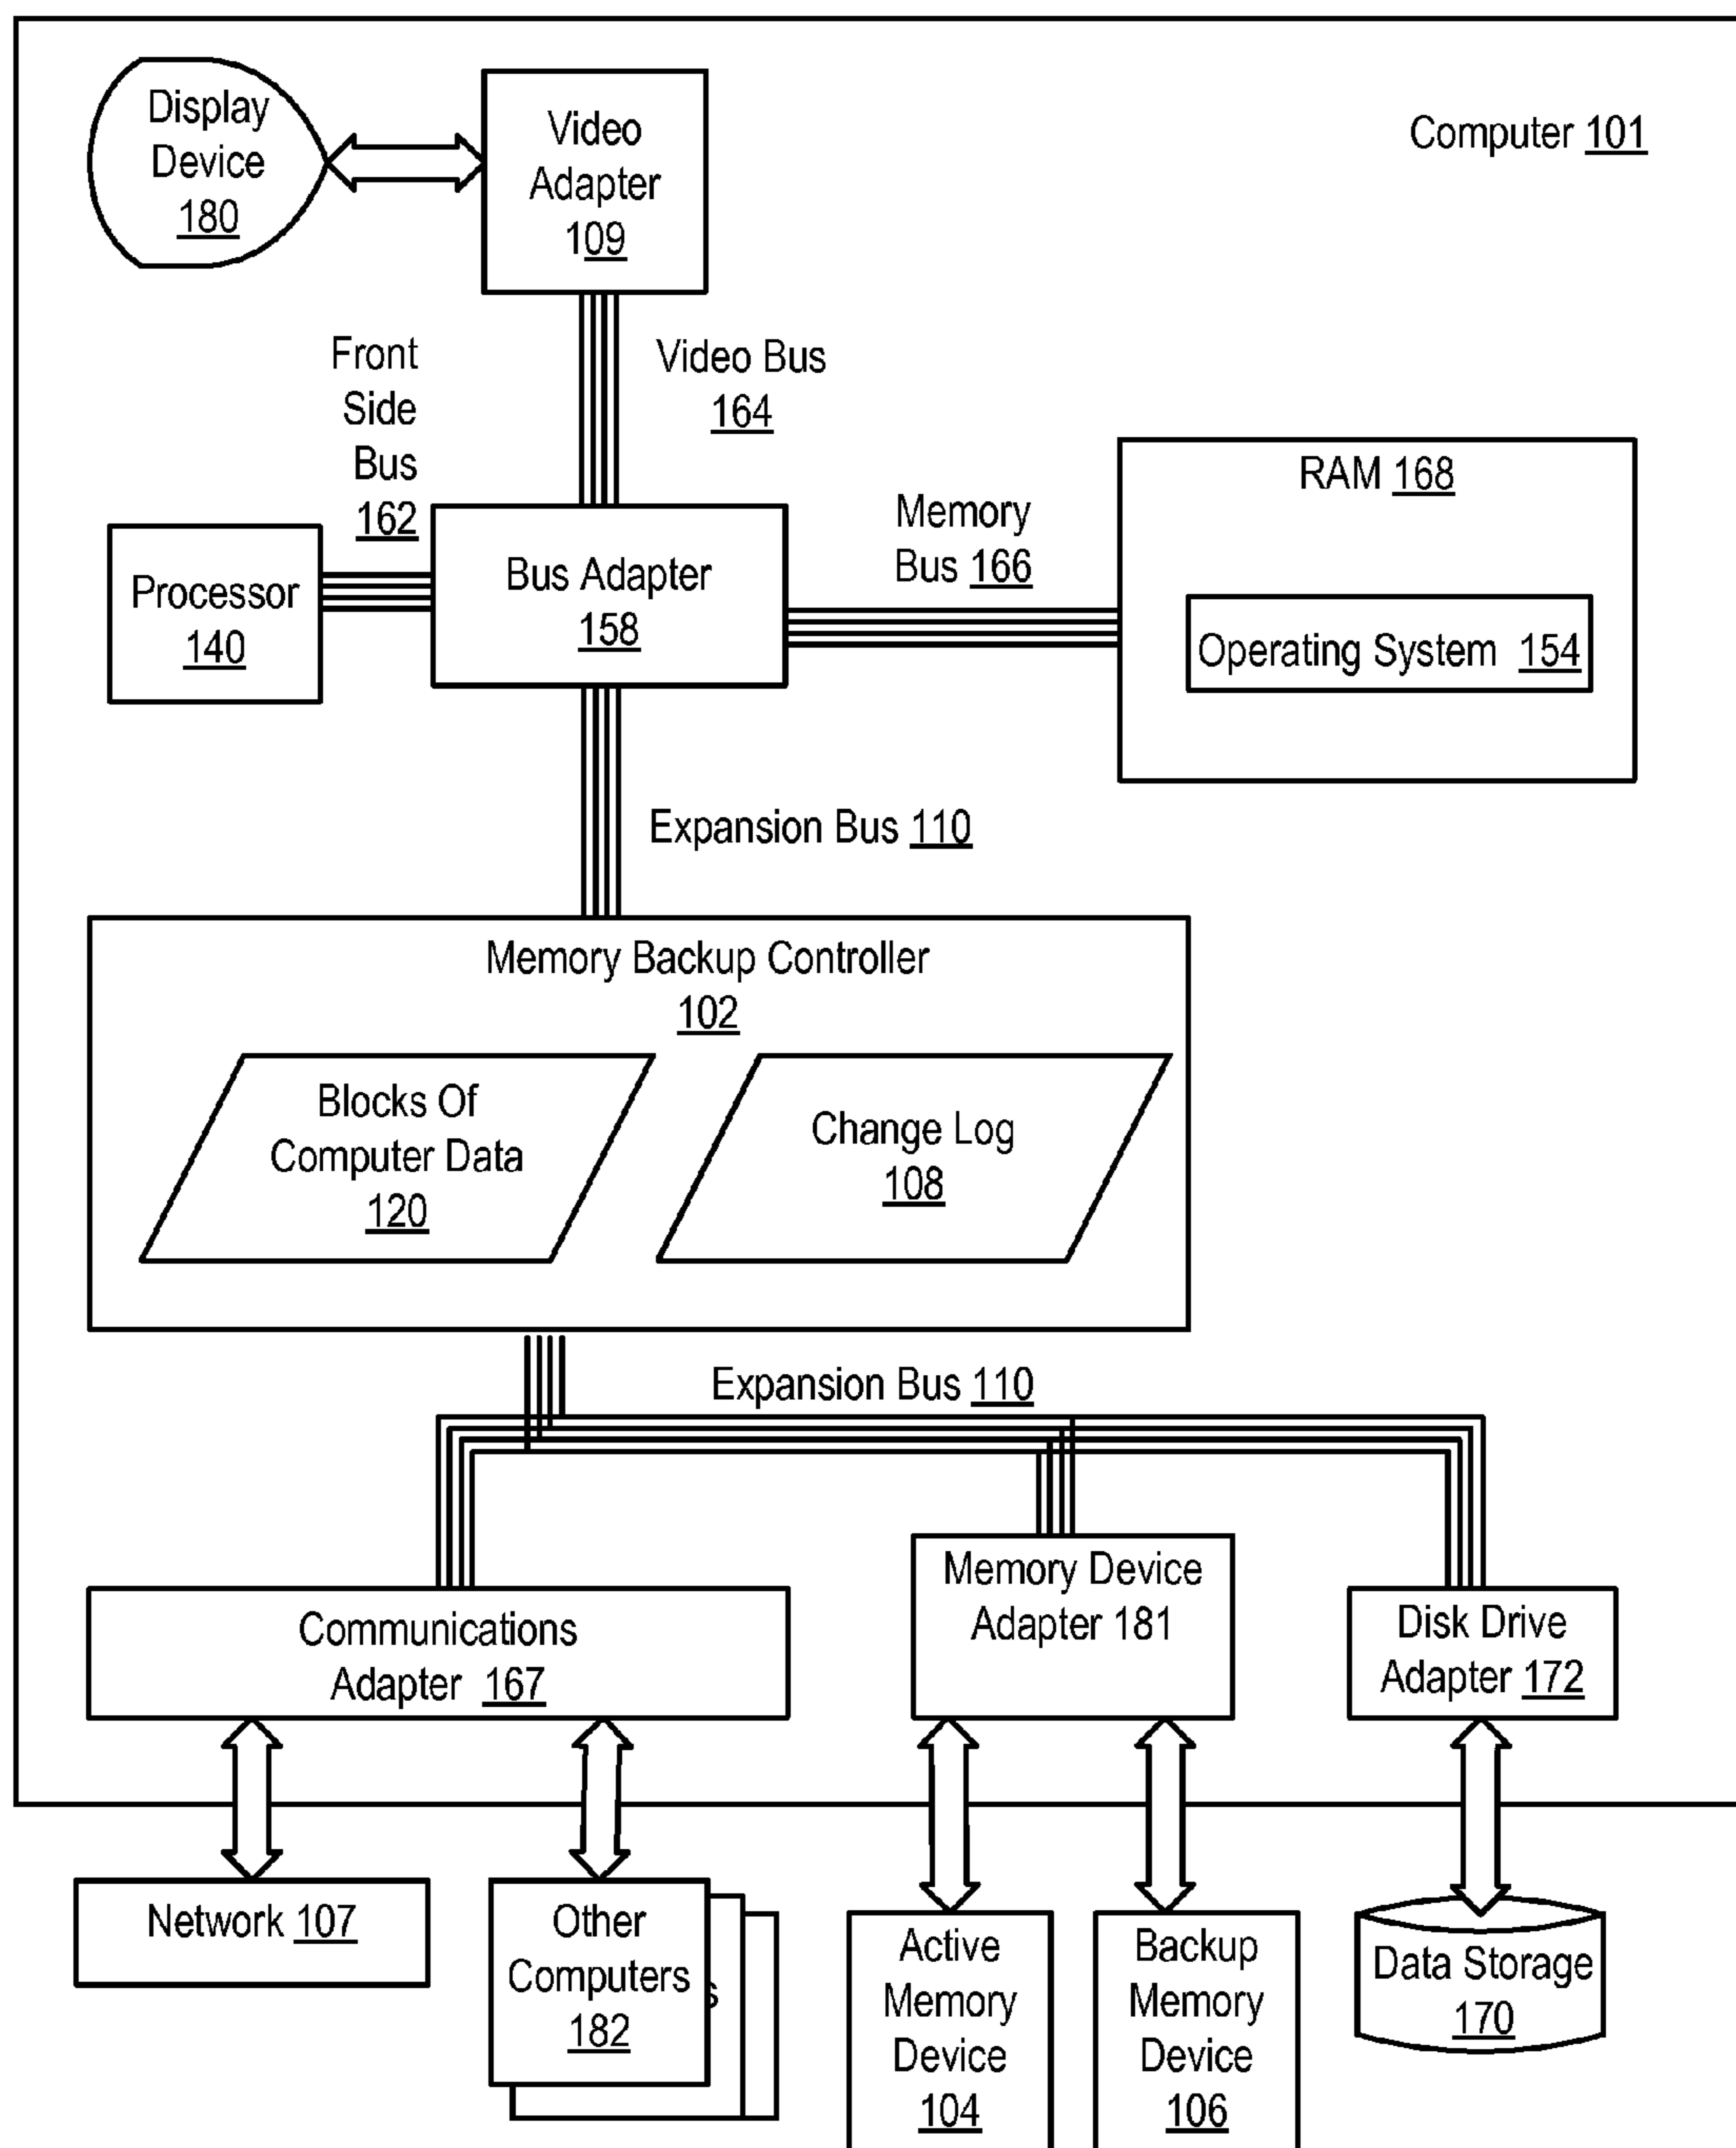 Display
Device
180
Video
Adapter
109
Computer 101
Front
Side
Bus
162
Video Bus
164
RAM 168
Memory
Bus 166
Bus Adapter
158
Processor
140
Operating System 154
Expansion Bus 110
Memory Backup Controller
102
Blocks Of
Computer Data
120
Change Log
108
Expansion Bus 110
Communications
Adapter 167
Memory Device
Adapter 181
Disk Drive
Adapter 172
Network 107
Other
Computers
182
s
Active
Memory
Device
104
Backup
Memory
Device
106
Data Storage
170